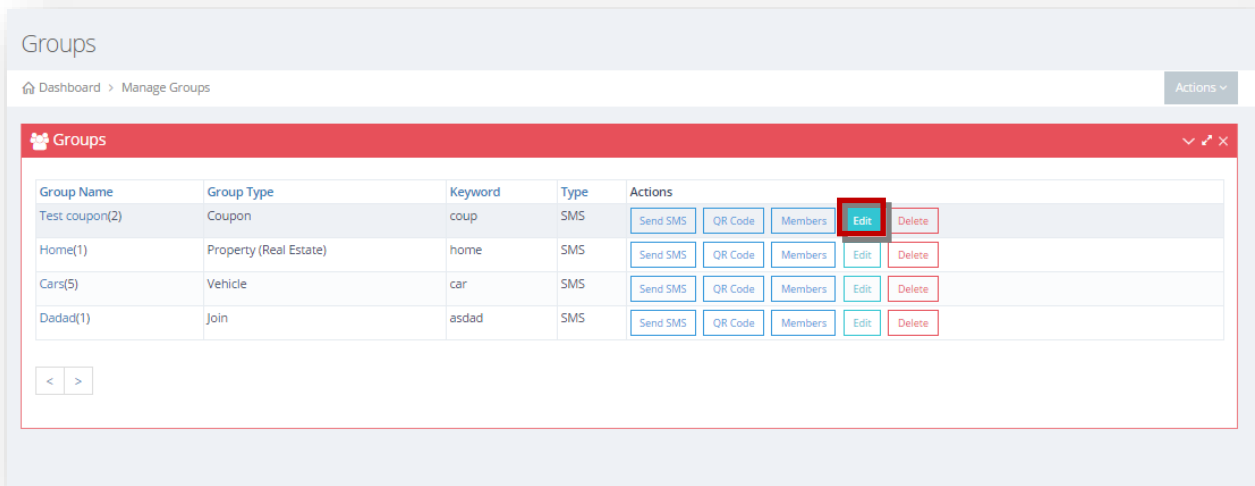 Groups
Dashboard > Manage Groups
Actions
Groups
Group Name Group Type Keyword Type Actions
Test coupon(2) Coupon coup SMS Send SMS QR Code Members Edit Delete
Home(1) Property (Real Estate) home SMS Send SMS QR Code Members Edit Delete
Cars(5) Vehicle car SMS Send SMS QR Code Members Edit Delete
Dadad(1) Join asdad SMS Send SMS QR Code Members Edit Delete
< >